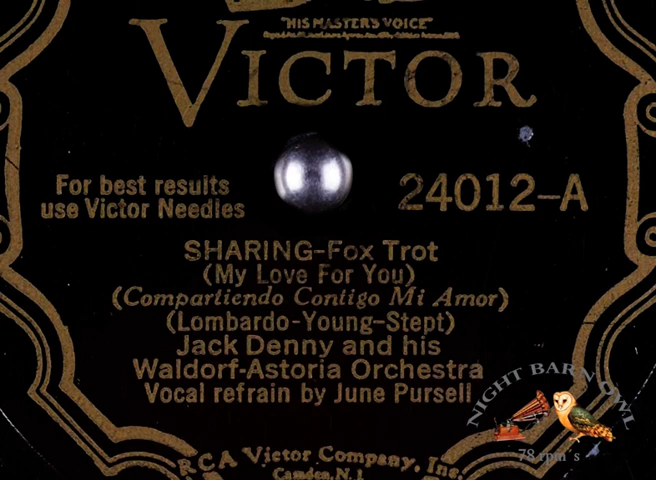 "HIS MASTER'S VOICE"
VICTOR
For best results
use Victor Needles
24012-A
SHARING-FOX TROT
(My Love For You)
(Compartiendo Contigo Mi Amor)
(Lombardo-Young-Stept)
Jack Denny and his
Waldorf-Astoria Orchestra
Vocal refrain by June Pursell
RCA Victor Company, Inc.
Camden, N. J.
NIGHT BARN OWL
78 rpm's